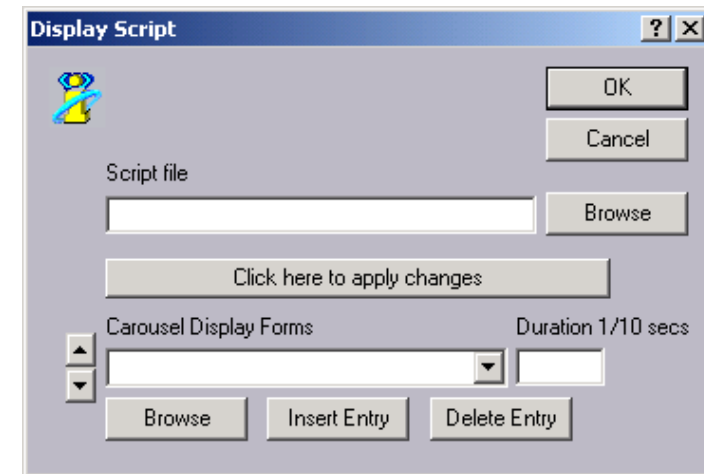 Display Script
OK
Cancel
Script file
Browse
Click here to apply changes
Carousel Display Forms Duration 1/10 secs
Browse Insert Entry Delete Entry